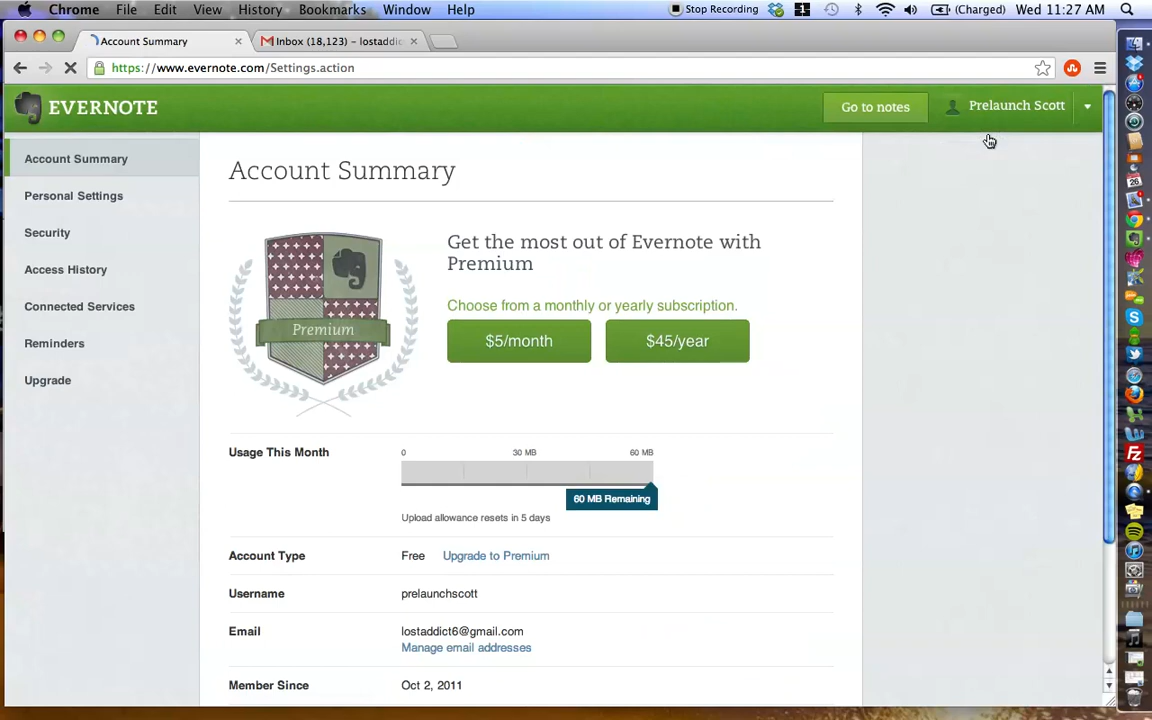 Chrome File Edit View History Bookmarks Window Help Stop Recording 1 (Charged) Wed 11:27 AM
Account Summary Inbox (18,123) – lostaddic
https://www.evernote.com/Settings.action
EVERNOTE Go to notes Prelaunch Scott
Account Summary
Personal Settings
Security
Access History
Connected Services
Reminders
Upgrade
Account Summary
Premium
Get the most out of Evernote with
Premium
Choose from a monthly or yearly subscription.
$5/month $45/year
Usage This Month 0 30 MB 60 MB
60 MB Remaining
Upload allowance resets in 5 days
Account Type Free Upgrade to Premium
Username prelaunchscott
Email lostaddict6@gmail.com
Manage email addresses
Member Since Oct 2, 2011
26